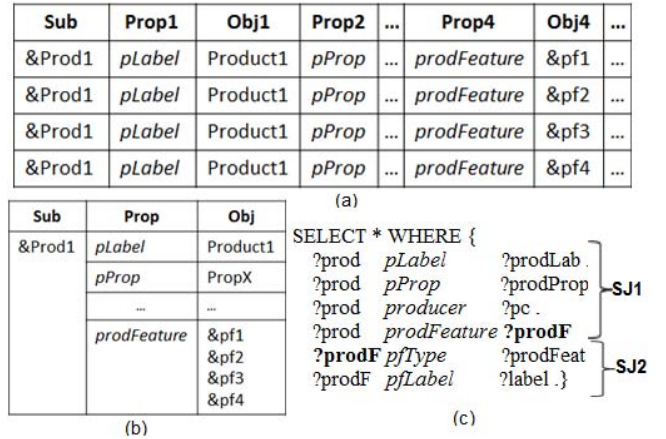 Sub Prop1 Obj1 Prop2 ... Prop4 Obj4 ...
&Prod1 pLabel Product1 pProp ... prodFeature &pf1 ...
&Prod1 pLabel Product1 pProp ... prodFeature &pf2 ...
&Prod1 pLabel Product1 pProp ... prodFeature &pf3 ...
&Prod1 pLabel Product1 pProp ... prodFeature &pf4 ...
(a)
Sub Prop Obj
&Prod1 pLabel Product1
pProp PropX
... ...
prodFeature &pf1
&pf2
&pf3
&pf4
(b)
SELECT * WHERE {
?prod pLabel ?prodLab .
?prod pProp ?prodProp
?prod producer ?pc .
?prod prodFeature ?prodF
SJ1
?prodF pfType ?prodFeat
?prodF pfLabel ?label .}
SJ2
(c)